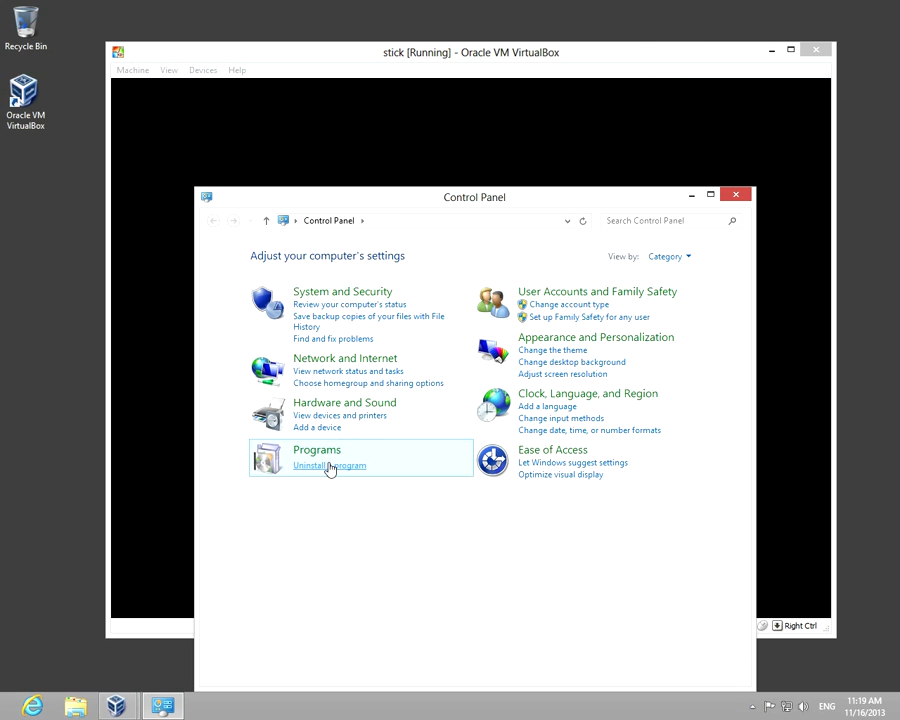 Recycle Bin
Oracle VM
VirtualBox
stick [Running] - Oracle VM VirtualBox
Machine View Devices Help
Control Panel
Control Panel
Search Control Panel
Adjust your computer's settings
View by: Category
System and Security
Review your computer's status
Save backup copies of your files with File
History
Find and fix problems
Network and Internet
View network status and tasks
Choose homegroup and sharing options
Hardware and Sound
View devices and printers
Add a device
Programs
Uninstall program
User Accounts and Family Safety
Change account type
Set up Family Safety for any user
Appearance and Personalization
Change the theme
Change desktop background
Adjust screen resolution
Clock, Language, and Region
Add a language
Change input methods
Change date, time, or number formats
Ease of Access
Let Windows suggest settings
Optimize visual display
Right Ctrl
ENG
11:19 AM
11/16/2013